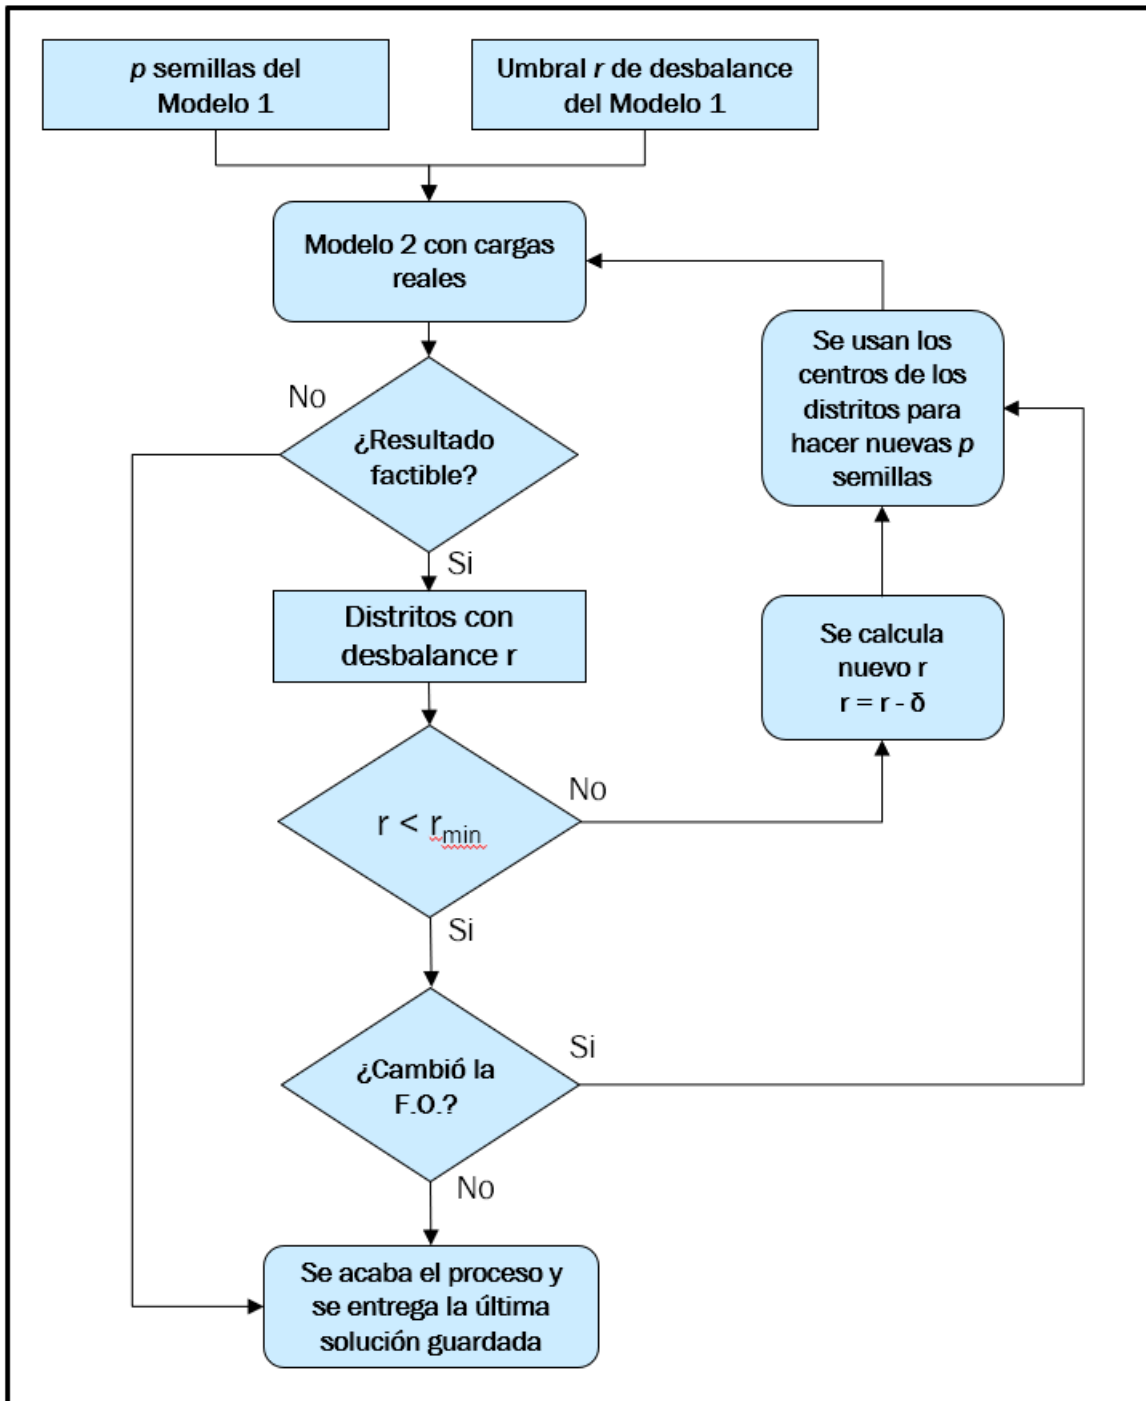 p semillas del
Modelo 1
Umbral r de desbalance
del Modelo 1
Modelo 2 con cargas
reales
No
¿Resultado
factible?
Si
Se usan los
centros de los
distritos para
hacer nuevas p
semillas
Distritos con
desbalance r
Se calcula
nuevo r
r = r - δ
No
r < rmin
Si
¿Cambió la
F.O.?
Si
No
Se acaba el proceso y
se entrega la última
solución guardada